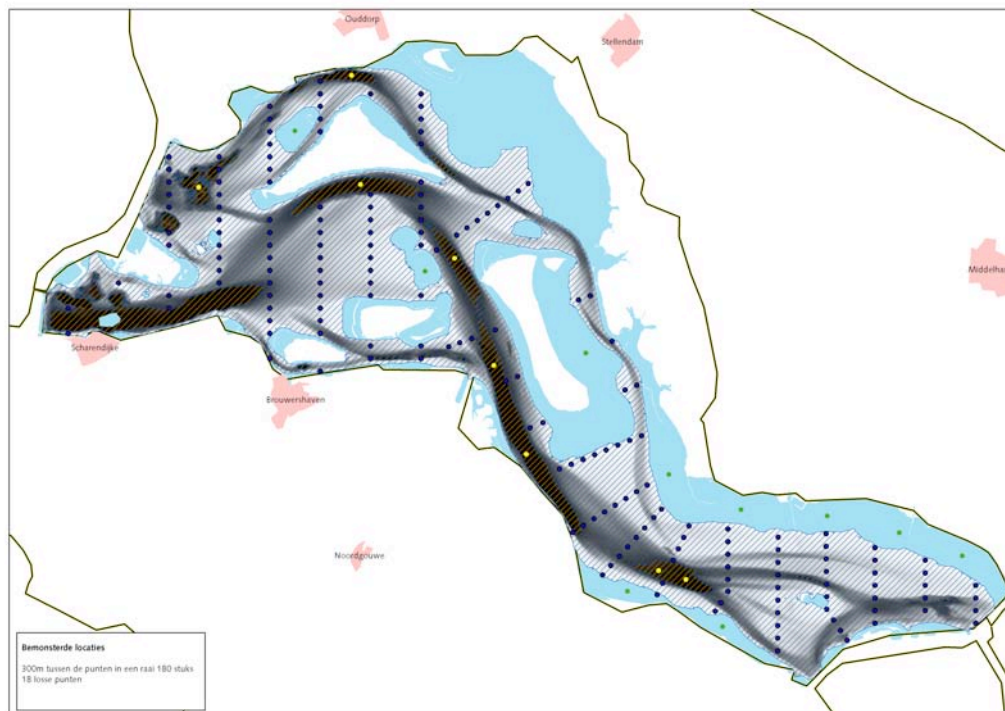 Ouddorp
Stellendam
Middelhar
Scharendijke
Brouwershaven
Noordgouwe
Bemonsterde locaties
300m tussen de punten in een raai 180 stuks
18 losse punten